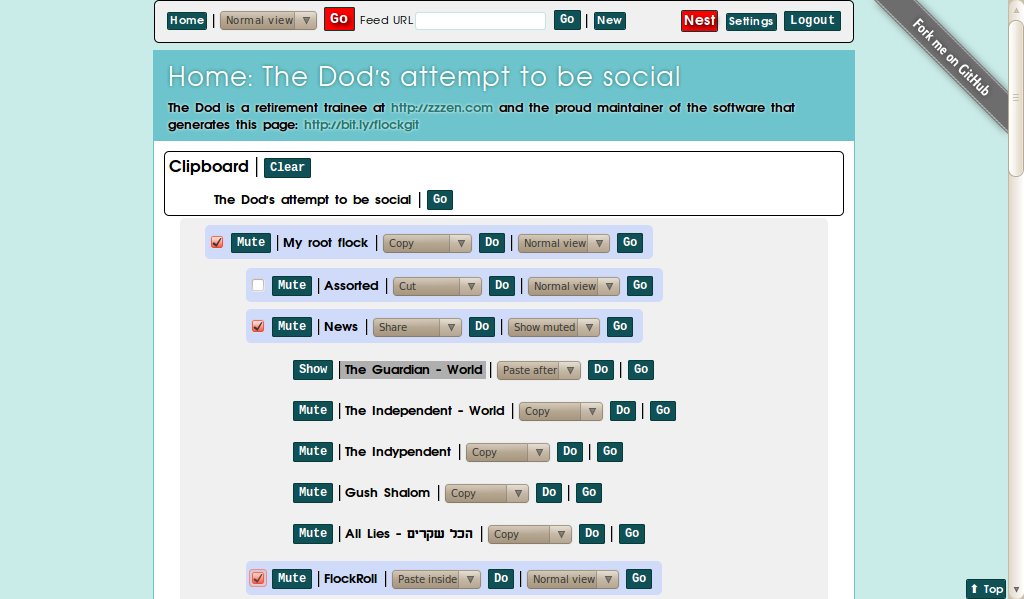 Home | Normal view Go Feed URL Go | New Nest Settings Logout
Fork me on GitHub
Home: The Dod's attempt to be social
The Dod is a retirement trainee at http://zzzen.com and the proud maintainer of the software that
generates this page: http://bit.ly/flockgit
Clipboard | Clear
The Dod's attempt to be social | Go
Mute | My root flock | Copy Do | Normal view Go
Mute | Assorted | Cut Do | Normal view Go
Mute | News | Share Do | Show muted Go
Show | The Guardian - World | Paste after Do | Go
Mute | The Independent - World | Copy Do | Go
Mute | The Indypendent | Copy Do | Go
Mute | Gush Shalom | Copy Do | Go
Mute | All Lies - הכל שקרים | Copy Do | Go
Mute | FlockRoll | Paste inside Do | Normal view Go
⬆ Top